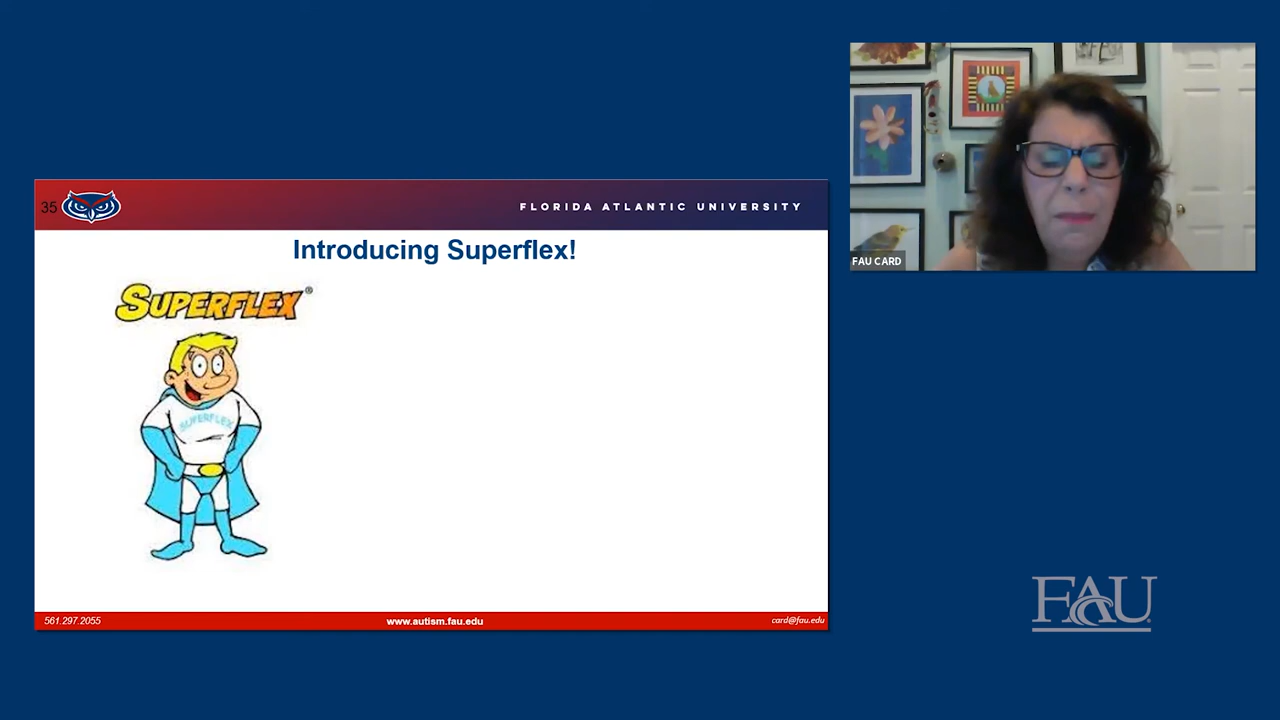 35
FLORIDA ATLANTIC UNIVERSITY
Introducing Superflex!
SUPERFLEX®
SUPERFLEX
561.297.2055
www.autism.fau.edu
card@fau.edu
FAU CARD
FAU